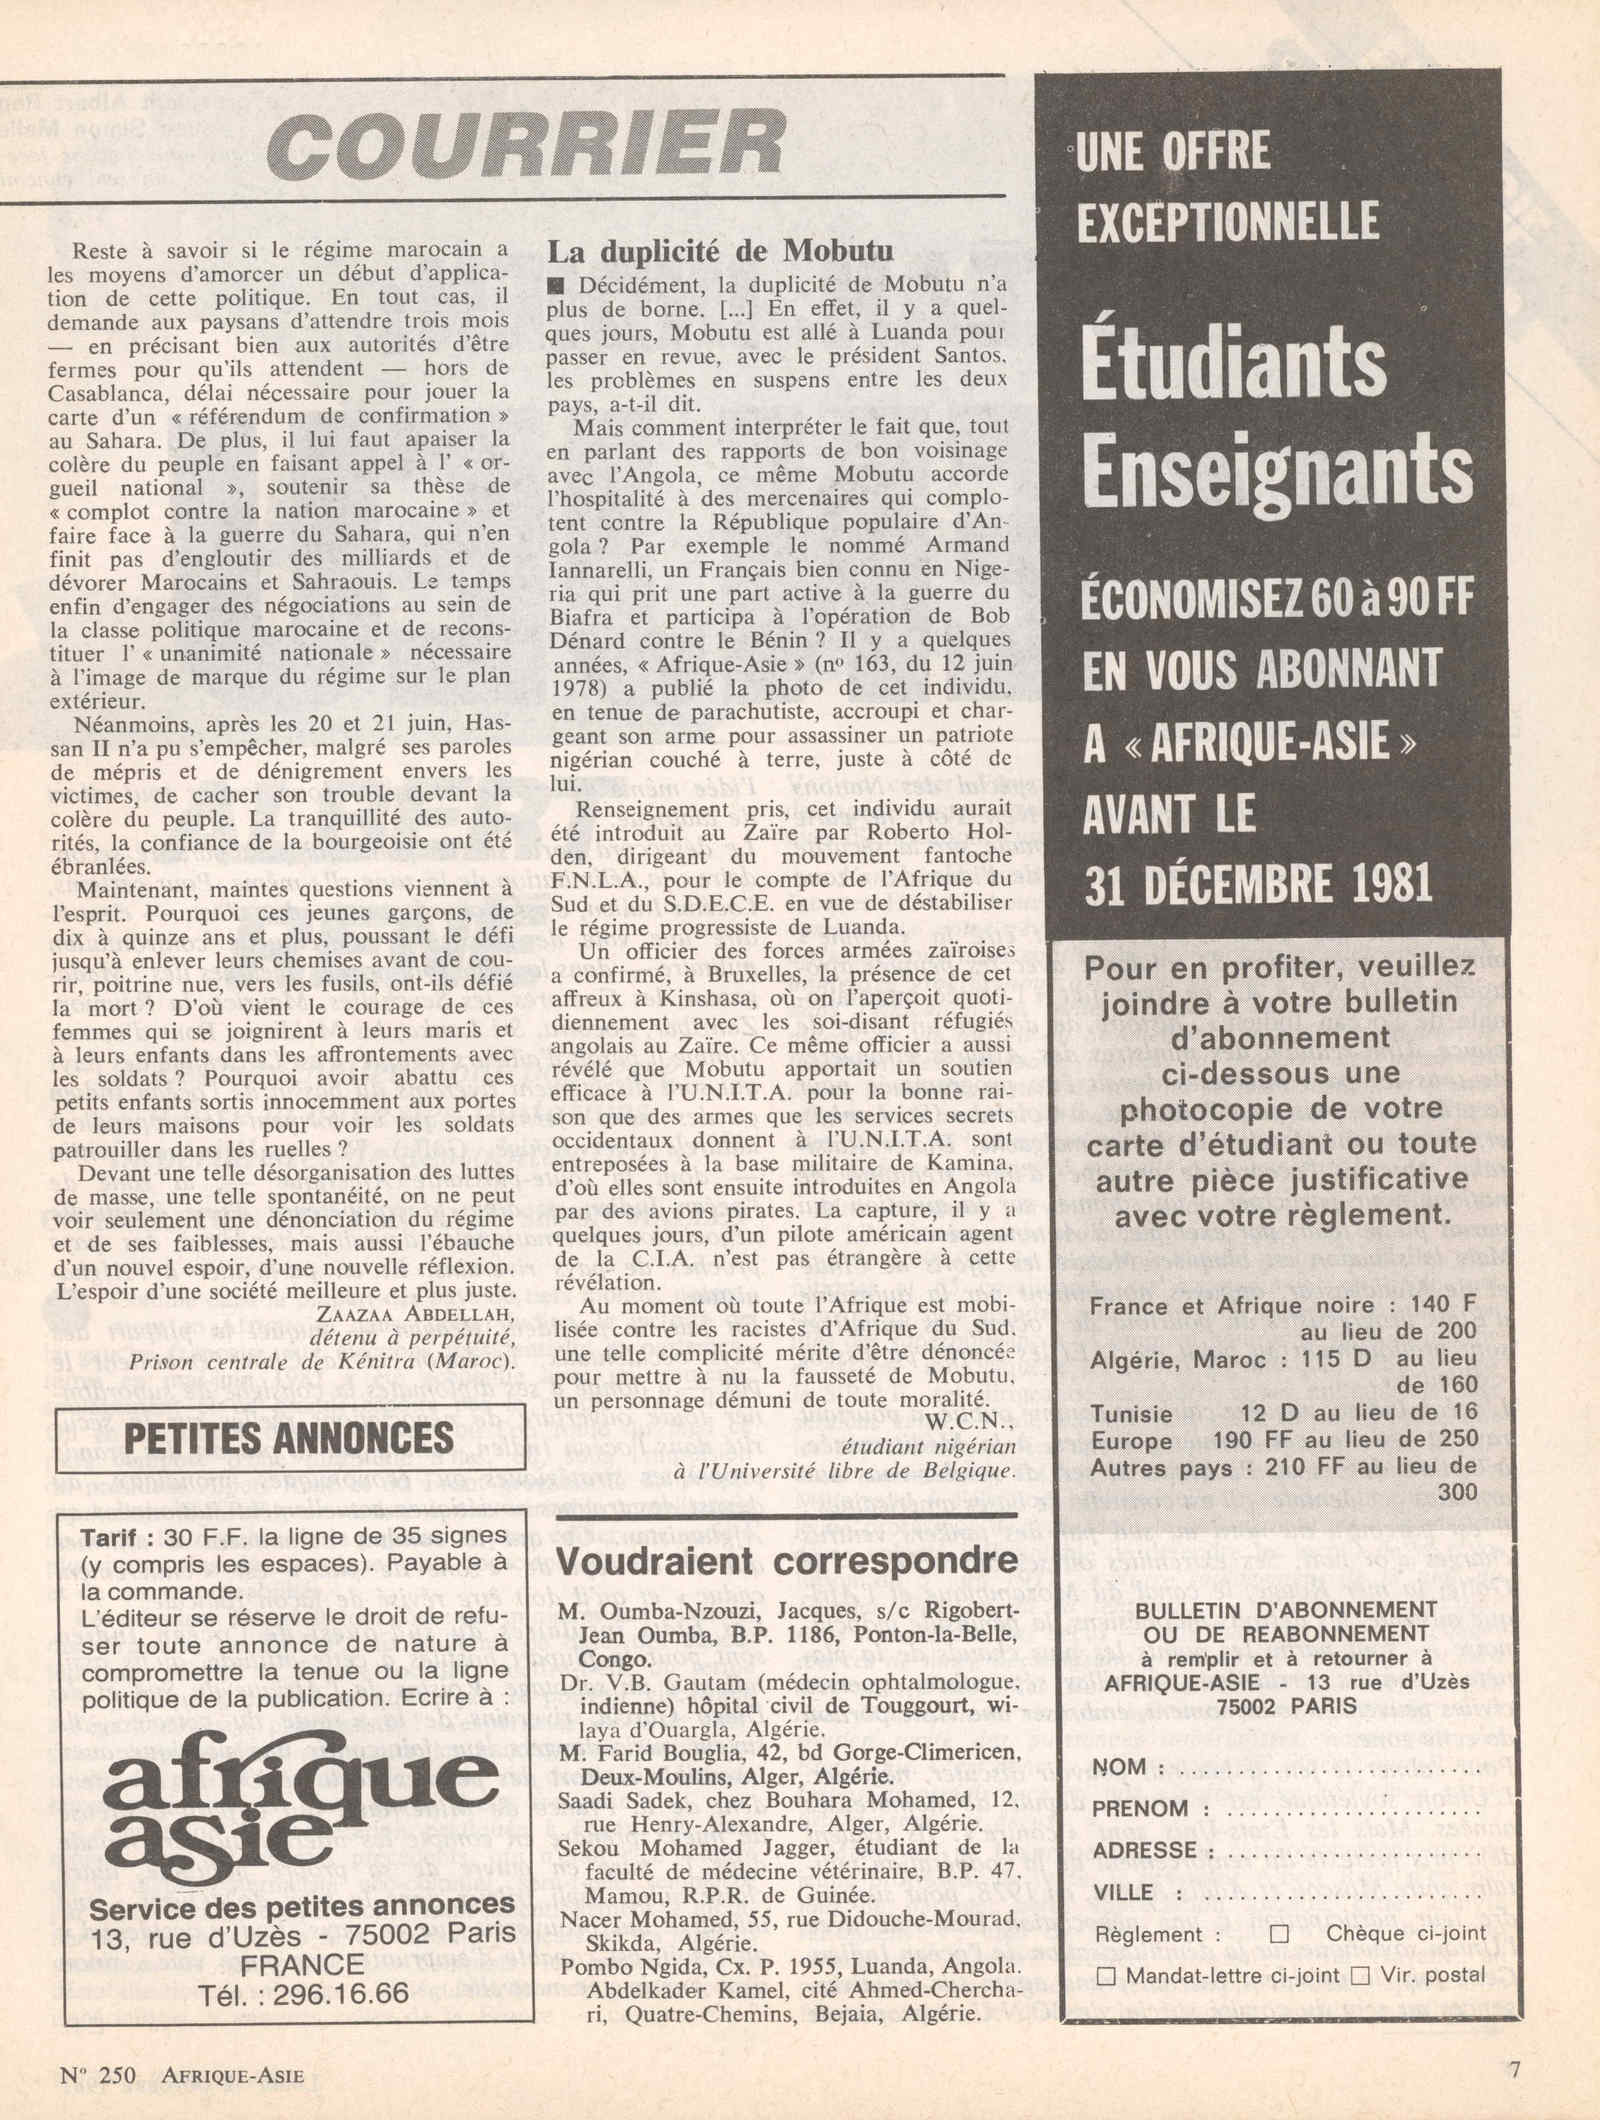 COURRIER
Reste à savoir si le régime marocain a
les moyens d'amorcer un début d'applica-
tion de cette politique. En tout cas, il
demande aux paysans d'attendre trois mois
— en précisant bien aux autorités d'être
fermes pour qu'ils attendent — hors de
Casablanca, délai nécessaire pour jouer la
carte d'un « référendum de confirmation »
au Sahara. De plus, il lui faut apaiser la
colère du peuple en faisant appel à l' « or-
gueil national », soutenir sa thèse de
« complot contre la nation marocaine » et
faire face à la guerre du Sahara, qui n'en
finit pas d'engloutir des milliards et de
dévorer Marocains et Sahraouis. Le temps
enfin d'engager des négociations au sein de
la classe politique marocaine et de recons-
tituer l' « unanimité nationale » nécessaire
à l'image de marque du régime sur le plan
extérieur.
Néanmoins, après les 20 et 21 juin, Has-
san II n'a pu s'empêcher, malgré ses paroles
de mépris et de dénigrement envers les
victimes, de cacher son trouble devant la
colère du peuple. La tranquillité des auto-
rités, la confiance de la bourgeoisie ont été
ébranlées.
Maintenant, maintes questions viennent à
l'esprit. Pourquoi ces jeunes garçons, de
dix à quinze ans et plus, poussant le défi
jusqu'à enlever leurs chemises avant de cou-
rir, poitrine nue, vers les fusils, ont-ils défié
la mort ? D'où vient le courage de ces
femmes qui se joignirent à leurs maris et
à leurs enfants dans les affrontements avec
les soldats ? Pourquoi avoir abattu ces
petits enfants sortis innocemment aux portes
de leurs maisons pour voir les soldats
patrouiller dans les ruelles ?
Devant une telle désorganisation des luttes
de masse, une telle spontanéité, on ne peut
voir seulement une dénonciation du régime
et de ses faiblesses, mais aussi l'ébauche
d'un nouvel espoir, d'une nouvelle réflexion.
L'espoir d'une société meilleure et plus juste.
ZAAZAA ABDELLAH,
détenu à perpétuité,
Prison centrale de Kénitra (Maroc).
PETITES ANNONCES
Tarif : 30 F.F. la ligne de 35 signes
(y compris les espaces). Payable à
la commande.
L'éditeur se réserve le droit de refu-
ser toute annonce de nature à
compromettre la tenue ou la ligne
politique de la publication. Ecrire à :
afrique
asie
Service des petites annonces
13, rue d'Uzès - 75002 Paris
FRANCE
Tél. : 296.16.66
La duplicité de Mobutu
■ Décidément, la duplicité de Mobutu n'a
plus de borne. [...] En effet, il y a quel-
ques jours, Mobutu est allé à Luanda pour
passer en revue, avec le président Santos,
les problèmes en suspens entre les deux
pays, a-t-il dit.
Mais comment interpréter le fait que, tout
en parlant des rapports de bon voisinage
avec l'Angola, ce même Mobutu accorde
l'hospitalité à des mercenaires qui complo-
tent contre la République populaire d'An-
gola ? Par exemple le nommé Armand
Iannarelli, un Français bien connu en Nige-
ria qui prit une part active à la guerre du
Biafra et participa à l'opération de Bob
Dénard contre le Bénin ? Il y a quelques
années, « Afrique-Asie » (nº 163, du 12 juin
1978) a publié la photo de cet individu,
en tenue de parachutiste, accroupi et char-
geant son arme pour assassiner un patriote
nigérian couché à terre, juste à côté de
lui.
Renseignement pris, cet individu aurait
été introduit au Zaïre par Roberto Hol-
den, dirigeant du mouvement fantoche
F.N.L.A., pour le compte de l'Afrique du
Sud et du S.D.E.C.E. en vue de déstabiliser
le régime progressiste de Luanda.
Un officier des forces armées zaïroises
a confirmé, à Bruxelles, la présence de cet
affreux à Kinshasa, où on l'aperçoit quoti-
diennement avec les soi-disant réfugiés
angolais au Zaïre. Ce même officier a aussi
révélé que Mobutu apportait un soutien
efficace à l'U.N.I.T.A. pour la bonne rai-
son que des armes que les services secrets
occidentaux donnent à l'U.N.I.T.A. sont
entreposées à la base militaire de Kamina,
d'où elles sont ensuite introduites en Angola
par des avions pirates. La capture, il y a
quelques jours, d'un pilote américain agent
de la C.I.A. n'est pas étrangère à cette
révélation.
Au moment où toute l'Afrique est mobi-
lisée contre les racistes d'Afrique du Sud,
une telle complicité mérite d'être dénoncée
pour mettre à nu la fausseté de Mobutu,
un personnage démuni de toute moralité.
W.C.N.,
étudiant nigérian
à l'Université libre de Belgique.
Voudraient correspondre
M. Oumba-Nzouzi, Jacques, s/c Rigobert-
Jean Oumba, B.P. 1186, Ponton-la-Belle,
Congo.
Dr. V.B. Gautam (médecin ophtalmologue,
indienne) hôpital civil de Touggourt, wi-
laya d'Ouargla, Algérie.
M. Farid Bouglia, 42, bd Gorge-Climericen,
Deux-Moulins, Alger, Algérie.
Saadi Sadek, chez Bouhara Mohamed, 12,
rue Henry-Alexandre, Alger, Algérie.
Sekou Mohamed Jagger, étudiant de la
faculté de médecine vétérinaire, B.P. 47,
Mamou, R.P.R. de Guinée.
Nacer Mohamed, 55, rue Didouche-Mourad,
Skikda, Algérie.
Pombo Ngida, Cx. P. 1955, Luanda, Angola.
Abdelkader Kamel, cité Ahmed-Chercha-
ri, Quatre-Chemins, Bejaia, Algérie.
UNE OFFRE
EXCEPTIONNELLE
Étudiants
Enseignants
ÉCONOMISEZ 60 à 90 FF
EN VOUS ABONNANT
A « AFRIQUE-ASIE »
AVANT LE
31 DÉCEMBRE 1981
Pour en profiter, veuillez
joindre à votre bulletin
d'abonnement
ci-dessous une
photocopie de votre
carte d'étudiant ou toute
autre pièce justificative
avec votre règlement.
France et Afrique noire : 140 F
au lieu de 200
Algérie, Maroc : 115 D au lieu
de 160
Tunisie 12 D au lieu de 16
Europe 190 FF au lieu de 250
Autres pays : 210 FF au lieu de
300
BULLETIN D'ABONNEMENT
OU DE REABONNEMENT
à remplir et à retourner à
AFRIQUE-ASIE - 13 rue d'Uzès
75002 PARIS
NOM : ...........................
PRENOM : ........................
ADRESSE : ........................
VILLE : ..........................
Règlement : ☐ Chèque ci-joint
☐ Mandat-lettre ci-joint ☐ Vir. postal
Nº 250 AFRIQUE-ASIE
7